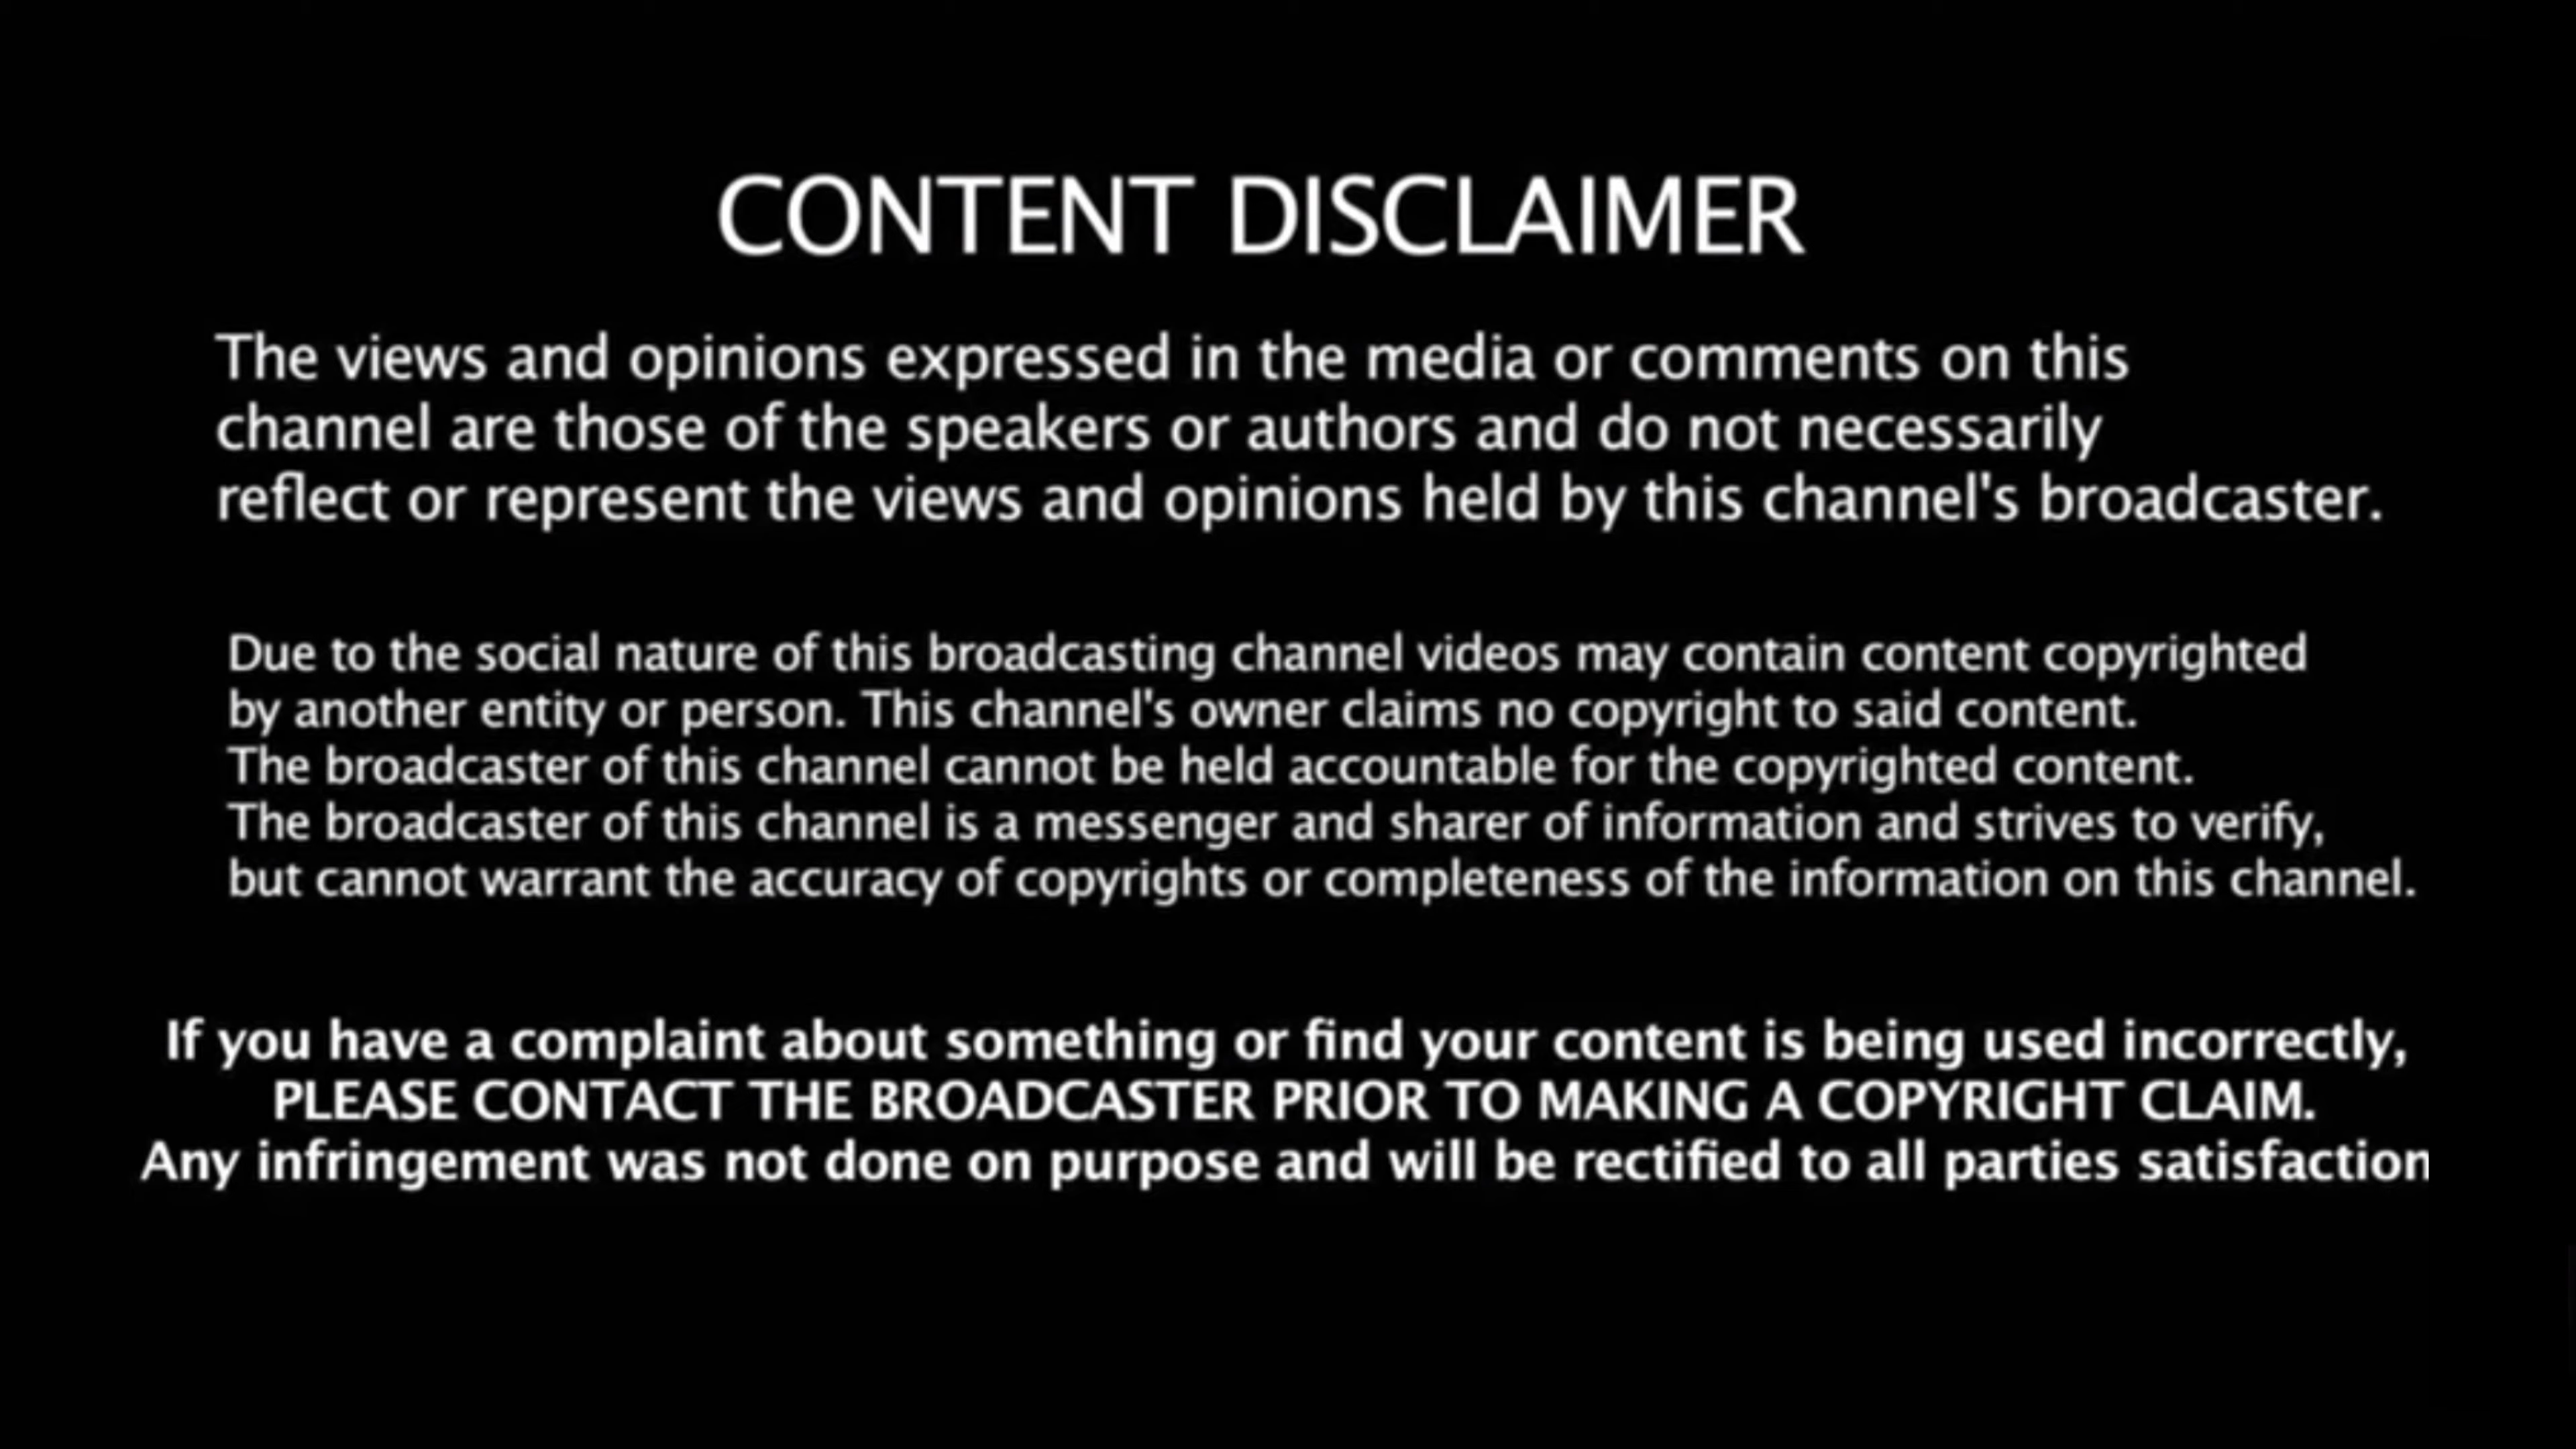 CONTENT DISCLAIMER
The views and opinions expressed in the media or comments on this
channel are those of the speakers or authors and do not necessarily
reflect or represent the views and opinions held by this channel's broadcaster.
Due to the social nature of this broadcasting channel videos may contain content copyrighted
by another entity or person. This channel's owner claims no copyright to said content.
The broadcaster of this channel cannot be held accountable for the copyrighted content.
The broadcaster of this channel is a messenger and sharer of information and strives to verify,
but cannot warrant the accuracy of copyrights or completeness of the information on this channel.
If you have a complaint about something or find your content is being used incorrectly,
PLEASE CONTACT THE BROADCASTER PRIOR TO MAKING A COPYRIGHT CLAIM.
Any infringement was not done on purpose and will be rectified to all parties satisfaction